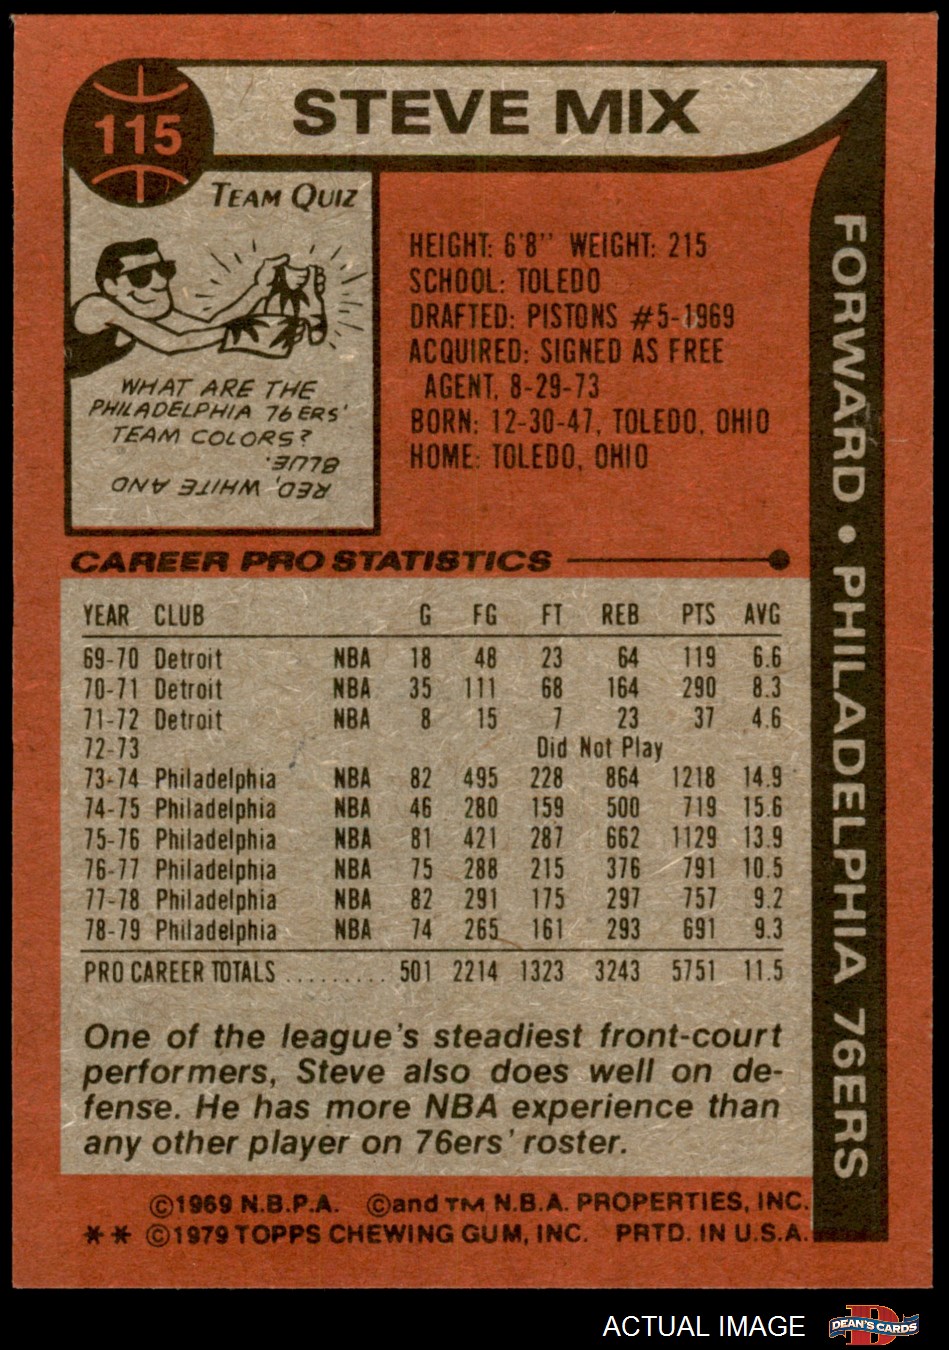 115
STEVE MIX
TEAM QUIZ
WHAT ARE THE
PHILADELPHIA 76ERS'
TEAM COLORS?
RED, WHITE AND
BLUE.
HEIGHT: 6'8" WEIGHT: 215
SCHOOL: TOLEDO
DRAFTED: PISTONS #5-1969
ACQUIRED: SIGNED AS FREE
AGENT, 8-29-73
BORN: 12-30-47, TOLEDO, OHIO
HOME: TOLEDO, OHIO
FORWARD • PHILADELPHIA 76ERS
CAREER PRO STATISTICS
YEAR CLUB G FG FT REB PTS AVG
69-70 Detroit NBA 18 48 23 64 119 6.6
70-71 Detroit NBA 35 111 68 164 290 8.3
71-72 Detroit NBA 8 15 7 23 37 4.6
72-73 Did Not Play
73-74 Philadelphia NBA 82 495 228 864 1218 14.9
74-75 Philadelphia NBA 46 280 159 500 719 15.6
75-76 Philadelphia NBA 81 421 287 662 1129 13.9
76-77 Philadelphia NBA 75 288 215 376 791 10.5
77-78 Philadelphia NBA 82 291 175 297 757 9.2
78-79 Philadelphia NBA 74 265 161 293 691 9.3
PRO CAREER TOTALS .......... 501 2214 1323 3243 5751 11.5
One of the league's steadiest front-court
performers, Steve also does well on de-
fense. He has more NBA experience than
any other player on 76ers' roster.
©1969 N.B.P.A. ©and TM N.B.A. PROPERTIES, INC.
** ©1979 TOPPS CHEWING GUM, INC. PRTD. IN U.S.A.
ACTUAL IMAGE
D
DEAN'S CARDS